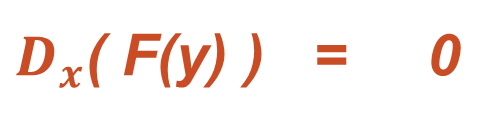 Dₓ( F(y) ) = 0